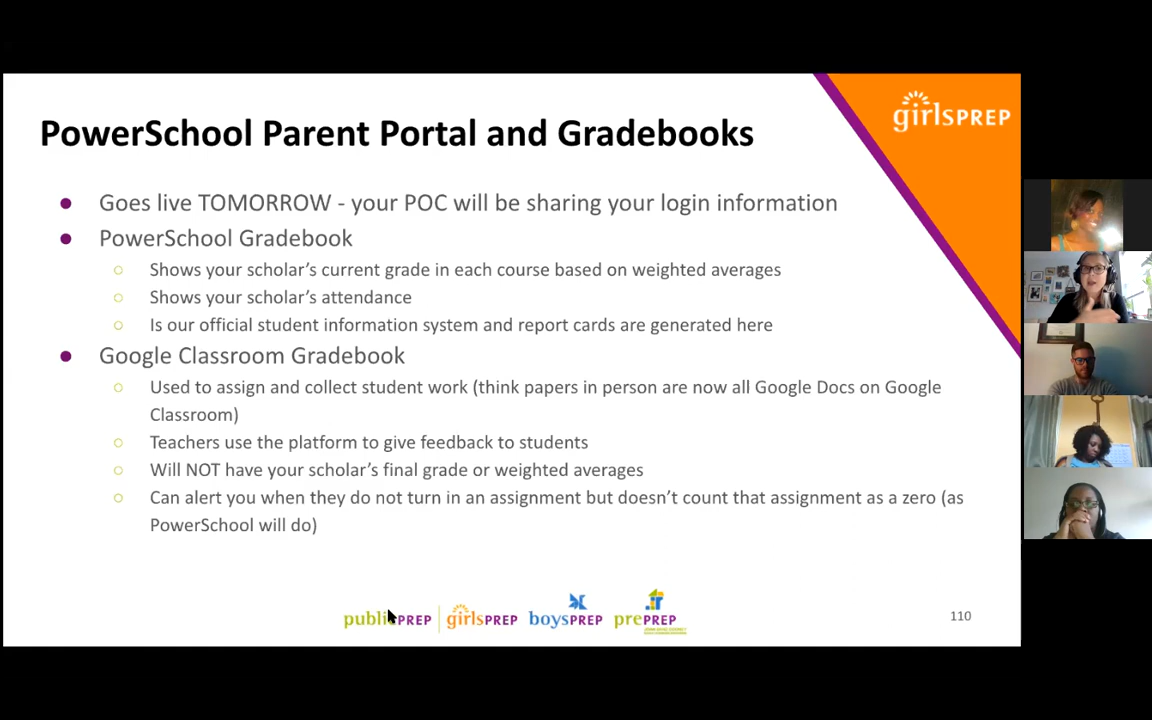 girlsPREP
PowerSchool Parent Portal and Gradebooks
● Goes live TOMORROW - your POC will be sharing your login information
● PowerSchool Gradebook
○ Shows your scholar’s current grade in each course based on weighted averages
○ Shows your scholar’s attendance
○ Is our official student information system and report cards are generated here
● Google Classroom Gradebook
○ Used to assign and collect student work (think papers in person are now all Google Docs on Google
Classroom)
○ Teachers use the platform to give feedback to students
○ Will NOT have your scholar’s final grade or weighted averages
○ Can alert you when they do not turn in an assignment but doesn’t count that assignment as a zero (as
PowerSchool will do)
publicPREP girlsPREP boysPREP prePREP
110